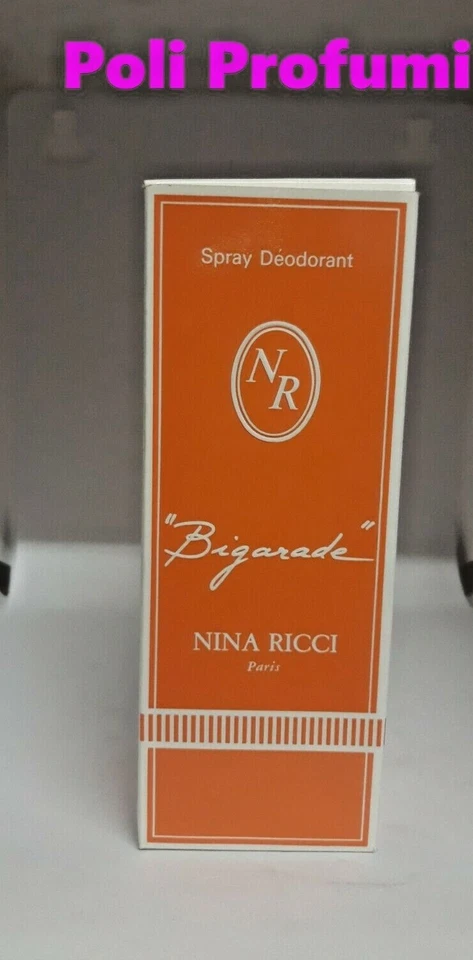 Poli Profumi
Spray Déodorant
NR
"Bigarade"
NINA RICCI
Paris